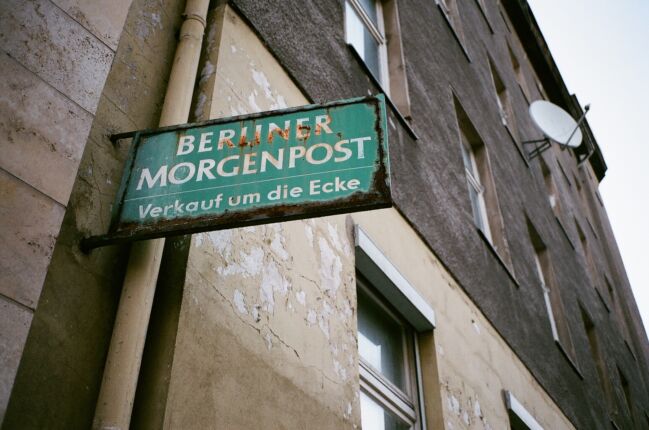 BERLINER
MORGENPOST
Verkauf um die Ecke